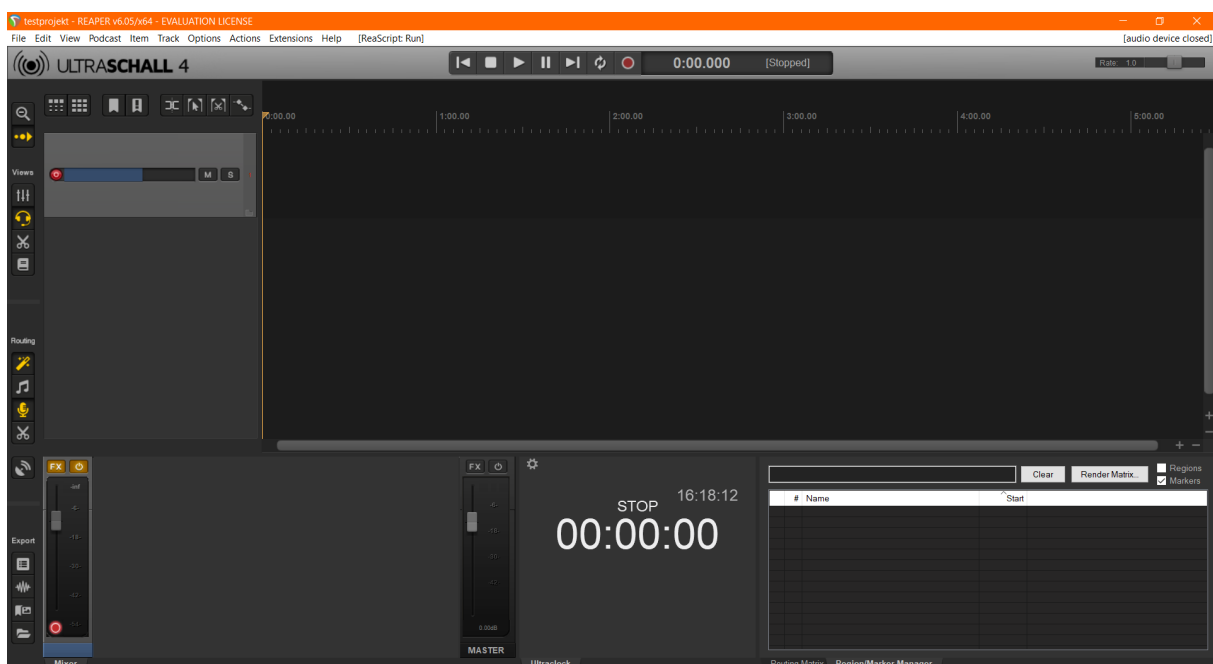 testprojekt - REAPER v6.05/x64 - EVALUATION LICENSE
File Edit View Podcast Item Track Options Actions Extensions Help [ReaScript: Run] [audio device closed]
ULTRASCHALL 4
0:00.000 [Stopped]
Rate: 1.0
0:00.00 1:00.00 2:00.00 3:00.00 4:00.00 5:00.00
Views
M S
Routing
FX
-inf
-6-
-18-
-30-
-42-
-54-
Export
Mixer
FX
-6-
-18-
-30-
-42-
0.00dB
MASTER
16:18:12
STOP
00:00:00
Ultraclock
Clear Render Matrix... Regions
Markers
# Name Start
Routing Matrix Region/Marker Manager